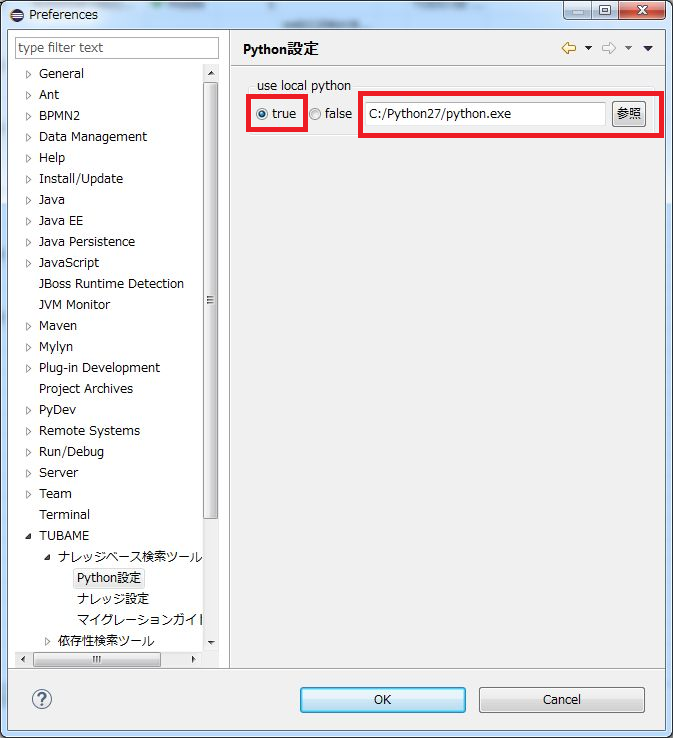 Preferences
type filter text
General
Ant
BPMN2
Data Management
Help
Install/Update
Java
Java EE
Java Persistence
JavaScript
JBoss Runtime Detection
JVM Monitor
Maven
Mylyn
Plug-in Development
Project Archives
PyDev
Remote Systems
Run/Debug
Server
Team
Terminal
TUBAME
ナレッジベース検索ツール
Python設定
ナレッジ設定
マイグレーションガイド
依存性検索ツール
Python設定
use local python
true false C:/Python27/python.exe 参照
? OK Cancel